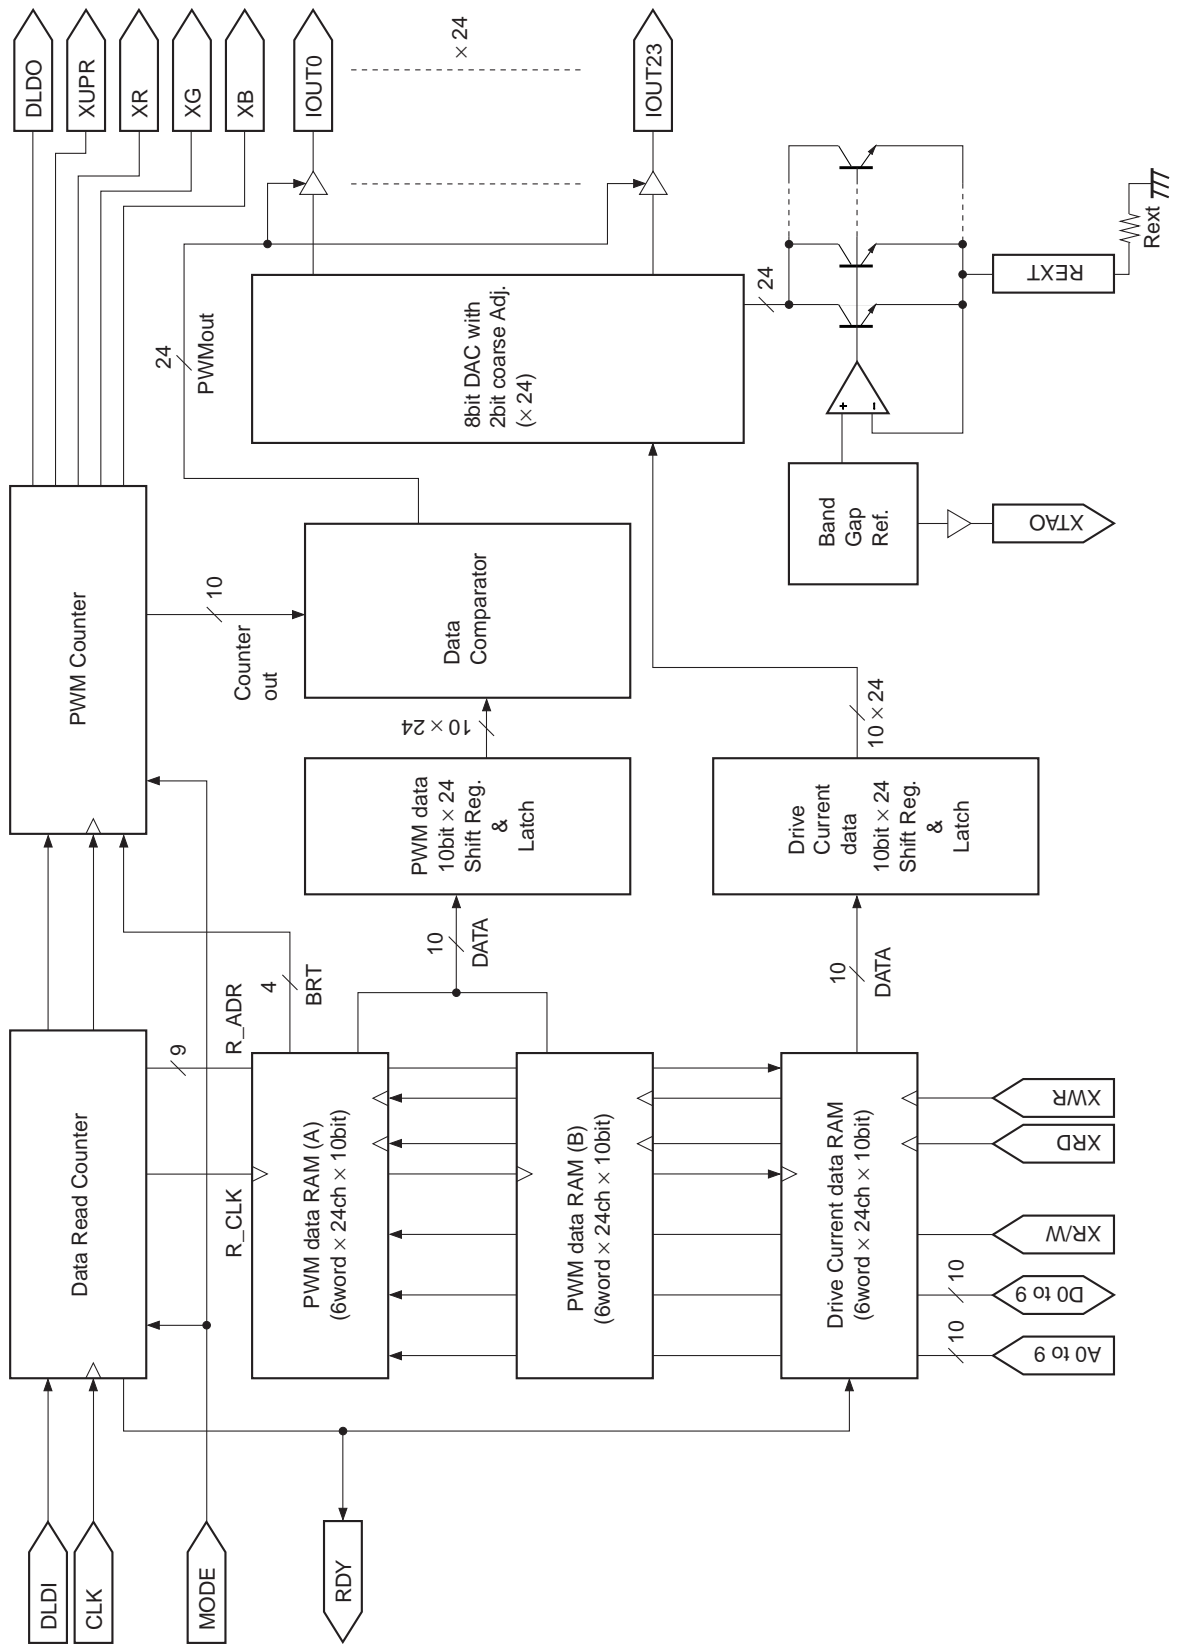 DLDI
CLK
MODE
RDY
Data Read Counter
9
R_ADR
R_CLK
4
BRT
PWM Counter
10
Counter
out
DLDO
XUPR
XR
XG
XB
IOUT0
× 24
IOUT23
24
PWMout
PWM data RAM (A)
(6word × 24ch × 10bit)
PWM data RAM (B)
(6word × 24ch × 10bit)
Drive Current data RAM
(6word × 24ch × 10bit)
10
DATA
PWM data
10bit × 24
Shift Reg.
&
Latch
10 × 24
Data
Comparator
8bit DAC with
2bit coarse Adj.
(× 24)
24
10
DATA
Drive
Current
data
10bit × 24
Shift Reg.
&
Latch
10 × 24
Band
Gap
Ref.
+
–
XTAO
REXT
Rext
A0 to 9
10
D0 to 9
10
XR/W
XRD
XWR